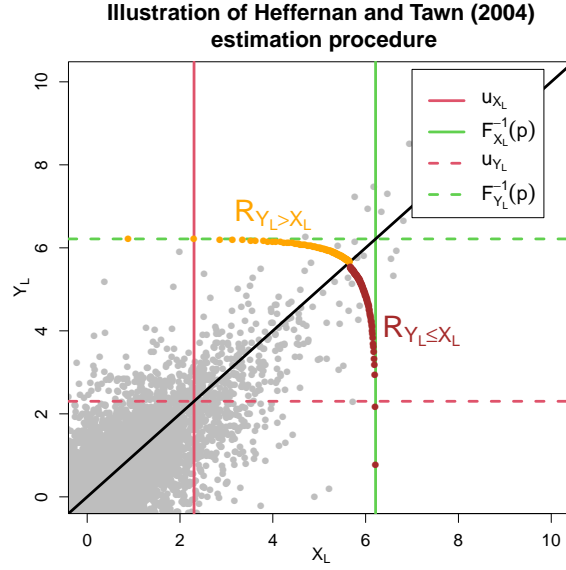 Illustration of Heffernan and Tawn (2004)
estimation procedure
u_{X_L}
F^{-1}_{X_L}(p)
u_{Y_L}
F^{-1}_{Y_L}(p)
R_{Y_L>X_L}
R_{Y_L≤X_L}
Y_L
10
8
6
4
2
0
0 2 4 6 8 10
X_L